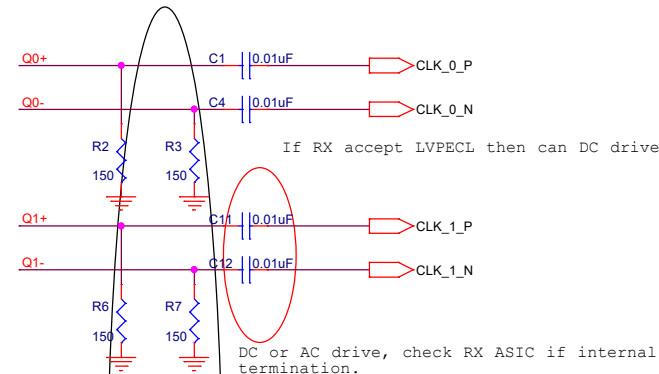 Q0+ C1 0.01uF CLK_0_P
Q0- C4 0.01uF CLK_0_N
R2 R3 If RX accept LVPECL then can DC drive
150 150
Q1+ C11 0.01uF CLK_1_P
Q1- C12 0.01uF CLK_1_N
R6 R7
150 150
DC or AC drive, check RX ASIC if internal
termination.